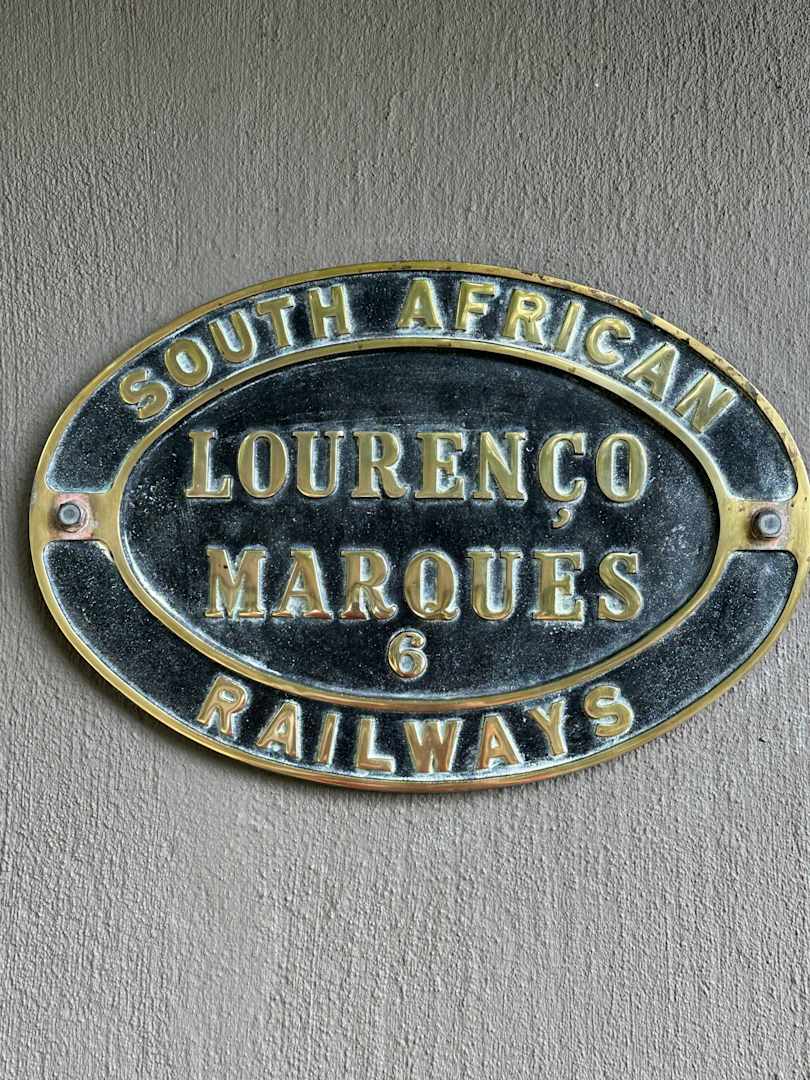 SOUTH AFRICAN
LOURENÇO
MARQUES
6
RAILWAYS